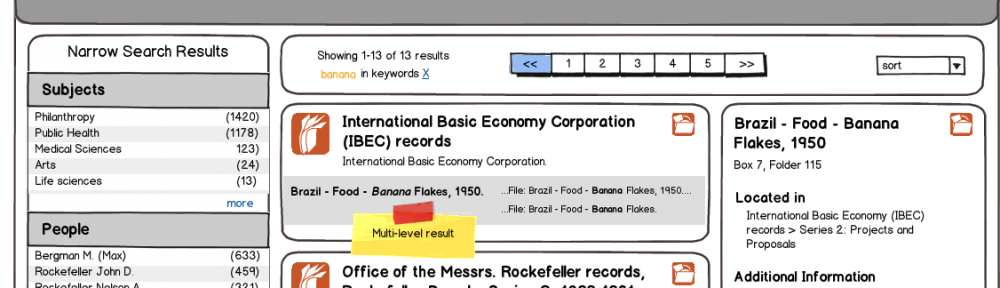 Narrow Search Results
Subjects
Philanthropy (1420)
Public Health (1178)
Medical Sciences 123)
Arts (24)
Life sciences (13)
more
People
Bergman M. (Max) (633)
Rockefeller John D. (459)
Rockefeller Nelson A. (321)
Showing 1-13 of 13 results
banana in keywords X
<< 1 2 3 4 5 >>
sort
International Basic Economy Corporation
(IBEC) records
International Basic Economy Corporation.
Brazil - Food - Banana Flakes, 1950.
...File: Brazil - Food - Banana Flakes, 1950....
...File: Brazil - Food - Banana Flakes.
Multi-level result
Office of the Messrs. Rockefeller records,
Brazil - Food - Banana
Flakes, 1950
Box 7, Folder 115
Located in
International Basic Economy (IBEC)
records > Series 2: Projects and
Proposals
Additional Information